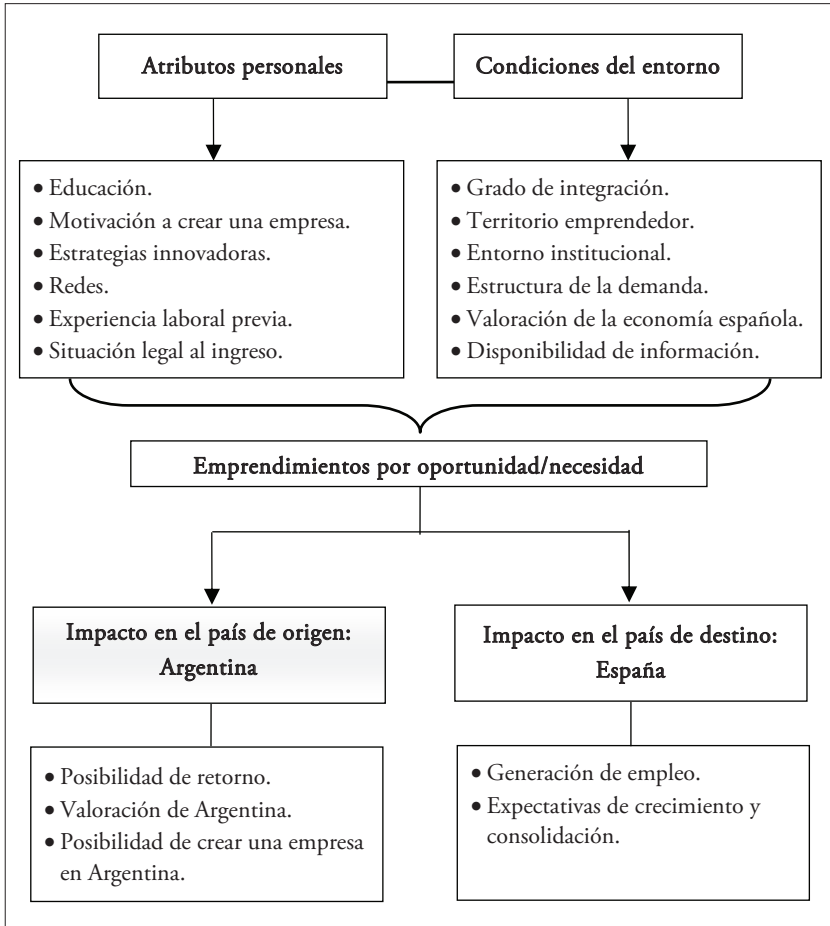 Atributos personales
Condiciones del entorno
• Educación.
• Motivación a crear una empresa.
• Estrategias innovadoras.
• Redes.
• Experiencia laboral previa.
• Situación legal al ingreso.
• Grado de integración.
• Territorio emprendedor.
• Entorno institucional.
• Estructura de la demanda.
• Valoración de la economía española.
• Disponibilidad de información.
Emprendimientos por oportunidad/necesidad
Impacto en el país de origen:
Argentina
Impacto en el país de destino:
España
• Posibilidad de retorno.
• Valoración de Argentina.
• Posibilidad de crear una empresa
en Argentina.
• Generación de empleo.
• Expectativas de crecimiento y
consolidación.